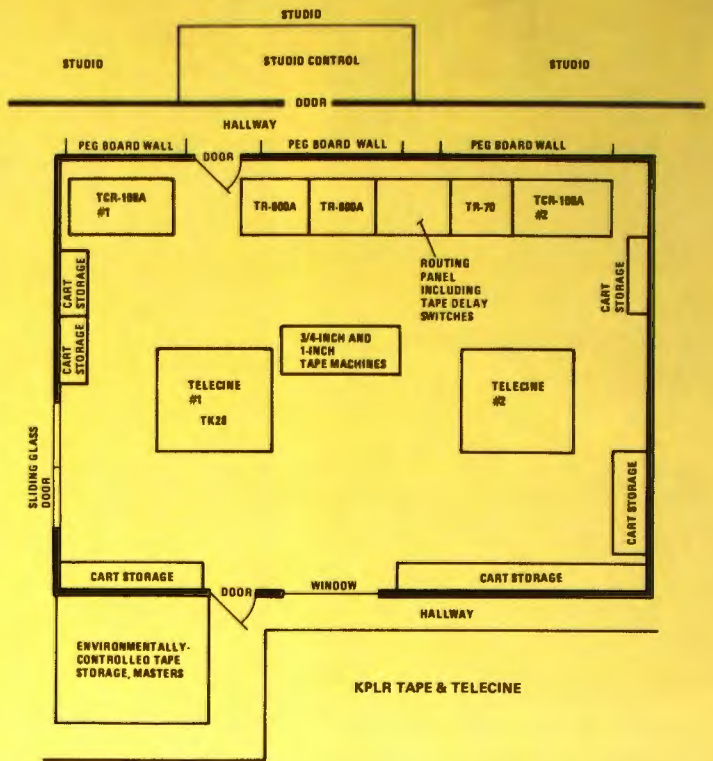 STUDIO
STUDIO
STUDIO CONTROL
STUDIO
DOOR
HALLWAY
PEG BOARD WALL
DOOR
PEG BOARD WALL
PEG BOARD WALL
TCR-100A
#1
TR-600A
TR-600A
TR-70
TCR-100A
#2
ROUTING
PANEL
INCLUDING
TAPE DELAY
SWITCHES
CART
STORAGE
CART
STORAGE
CART
STORAGE
3/4-INCH AND
1-INCH
TAPE MACHINES
TELECINE
#1
TK28
TELECINE
#2
SLIDING GLASS
DOOR
CART STORAGE
CART STORAGE
DOOR
WINDOW
CART STORAGE
HALLWAY
ENVIRONMENTALLY-
CONTROLLED TAPE
STORAGE, MASTERS
KPLR TAPE & TELECINE